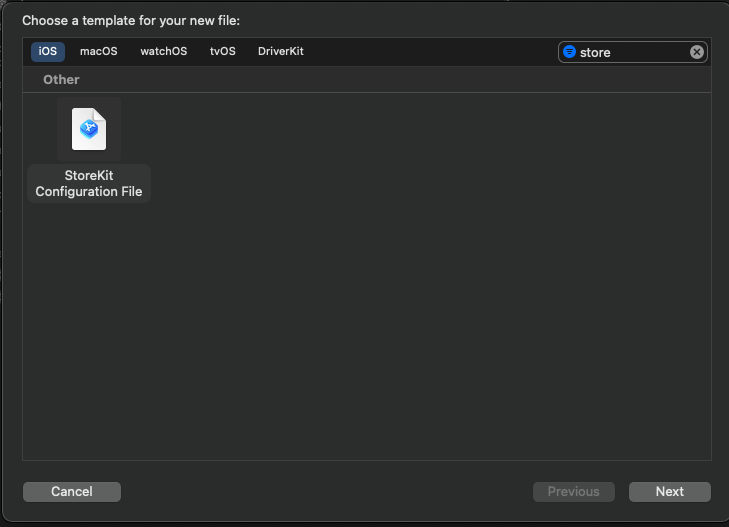 Choose a template for your new file:
iOS macOS watchOS tvOS DriverKit store
Other
StoreKit
Configuration File
Cancel Previous Next